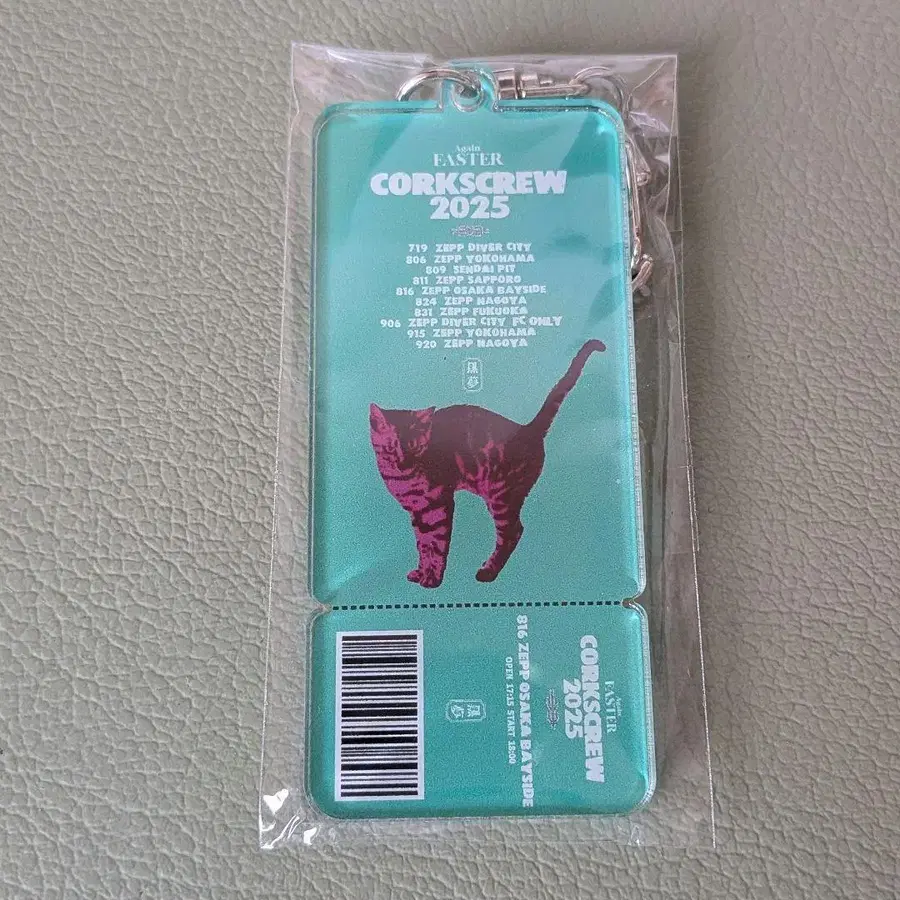 Again
FASTER
CORKSCREW
2025
719 ZEPP DIVER CITY
806 ZEPP YOKOHAMA
809 SENDAI PIT
811 ZEPP SAPPORO
816 ZEPP OSAKA BAYSIDE
824 ZEPP NAGOYA
831 ZEPP FUKUOKA
906 ZEPP DIVER CITY FC ONLY
915 ZEPP YOKOHAMA
920 ZEPP NAGOYA
Again
FASTER
CORKSCREW
2025
816 ZEPP OSAKA BAYSIDE
OPEN 17:15 START 18:00